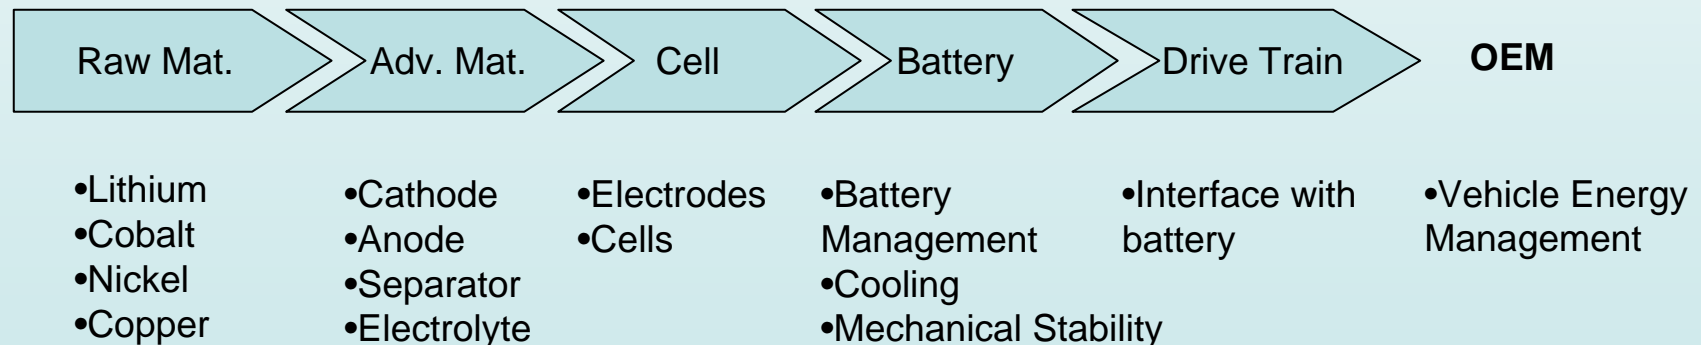 Raw Mat.
Adv. Mat.
Cell
Battery
Drive Train
OEM
•Lithium
•Cobalt
•Nickel
•Copper
•Cathode
•Anode
•Separator
•Electrolyte
•Electrodes
•Cells
•Battery
Management
•Cooling
•Mechanical Stability
•Interface with
battery
•Vehicle Energy
Management